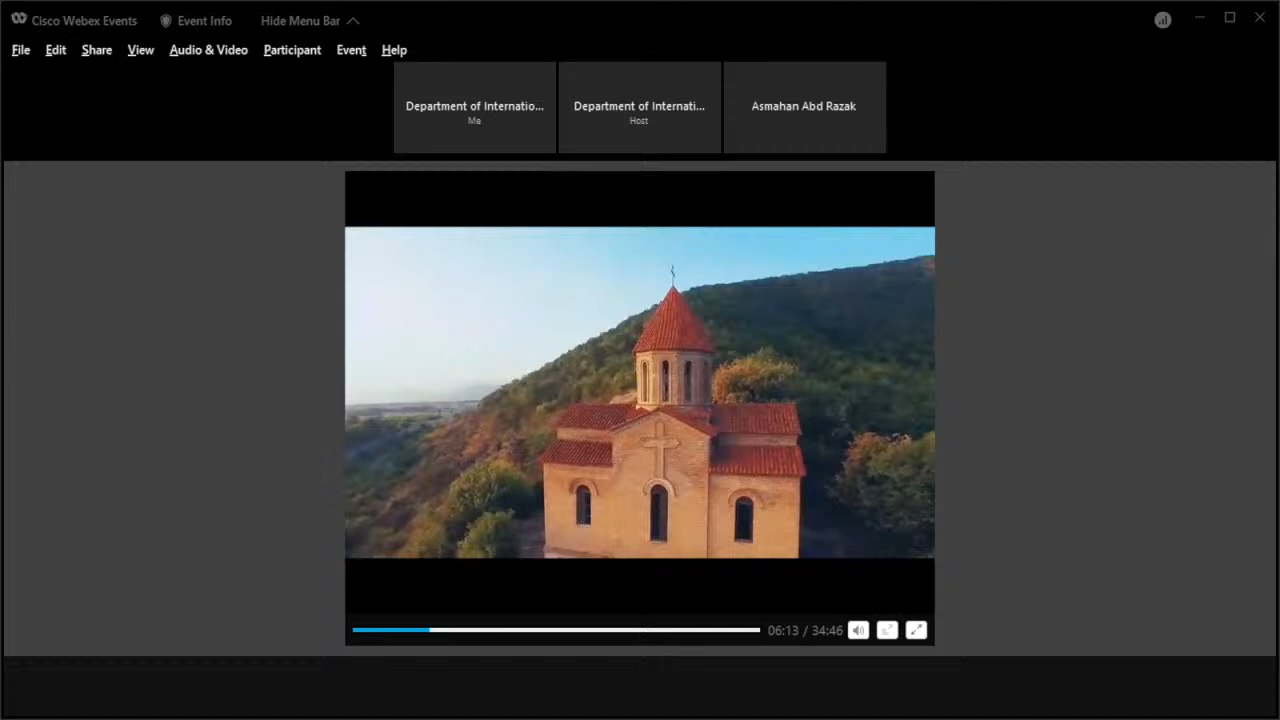 Cisco Webex Events
Event Info
Hide Menu Bar
File Edit Share View Audio & Video Participant Event Help
Department of Internatio...
Me
Department of Internati...
Host
Asmahan Abd Razak
06:13 / 34:46